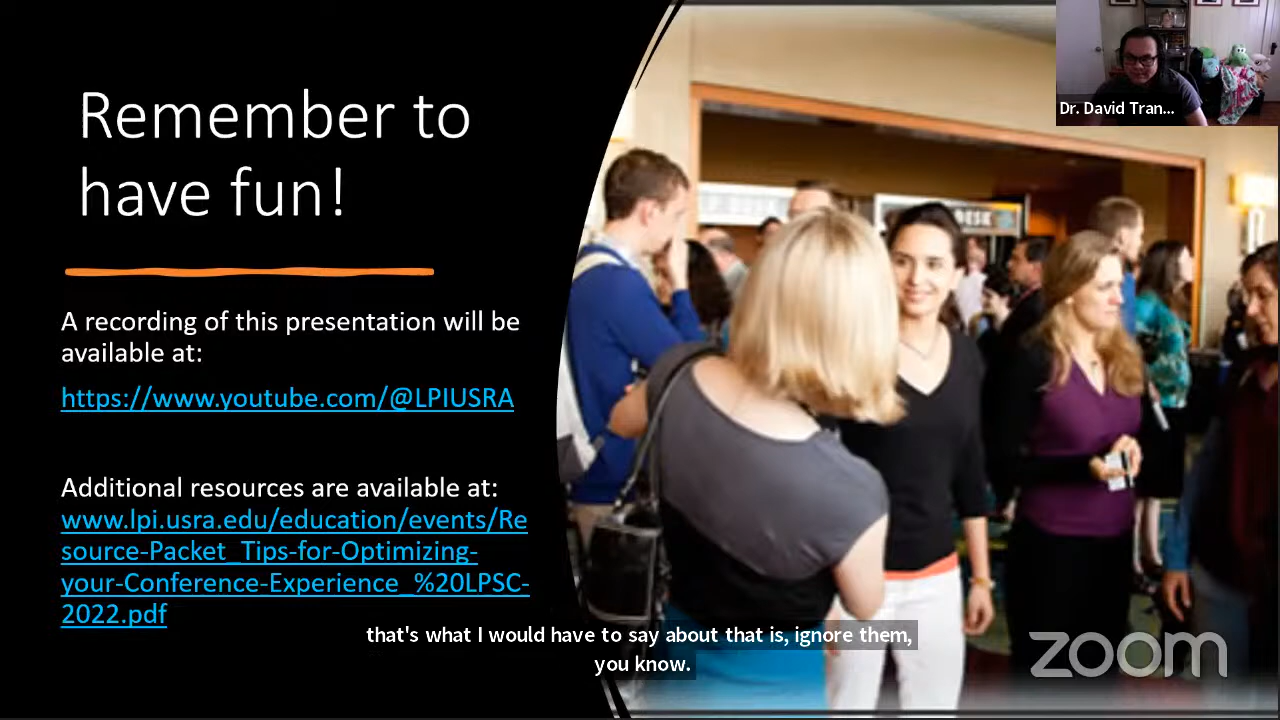 Remember to
have fun!
A recording of this presentation will be
available at:
https://www.youtube.com/@LPIUSRA
Additional resources are available at:
www.lpi.usra.edu/education/events/Re
source-Packet_Tips-for-Optimizing-
your-Conference-Experience_%20LPSC-
2022.pdf
Dr. David Tran...
that's what I would have to say about that is, ignore them,
you know.
zoom